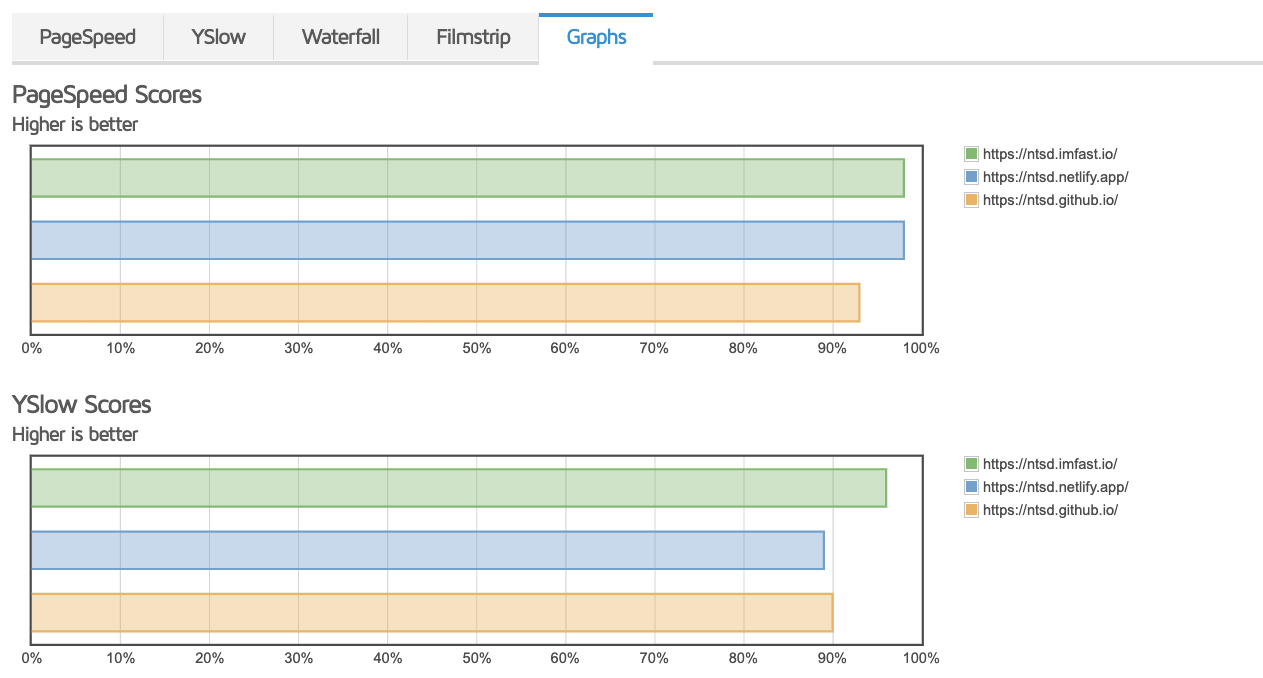 PageSpeed YSlow Waterfall Filmstrip Graphs
PageSpeed Scores
Higher is better
https://ntsd.imfast.io/
https://ntsd.netlify.app/
https://ntsd.github.io/
0% 10% 20% 30% 40% 50% 60% 70% 80% 90% 100%
YSlow Scores
Higher is better
https://ntsd.imfast.io/
https://ntsd.netlify.app/
https://ntsd.github.io/
0% 10% 20% 30% 40% 50% 60% 70% 80% 90% 100%